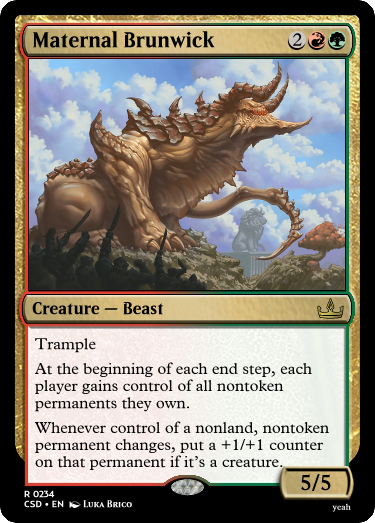 Maternal Brunwick 2
Creature — Beast
Trample
At the beginning of each end step, each
player gains control of all nontoken
permanents they own.
Whenever control of a nonland, nontoken
permanent changes, put a +1/+1 counter
on that permanent if it's a creature.
5/5
R 0234
CSD • EN Luka Brico
yeah